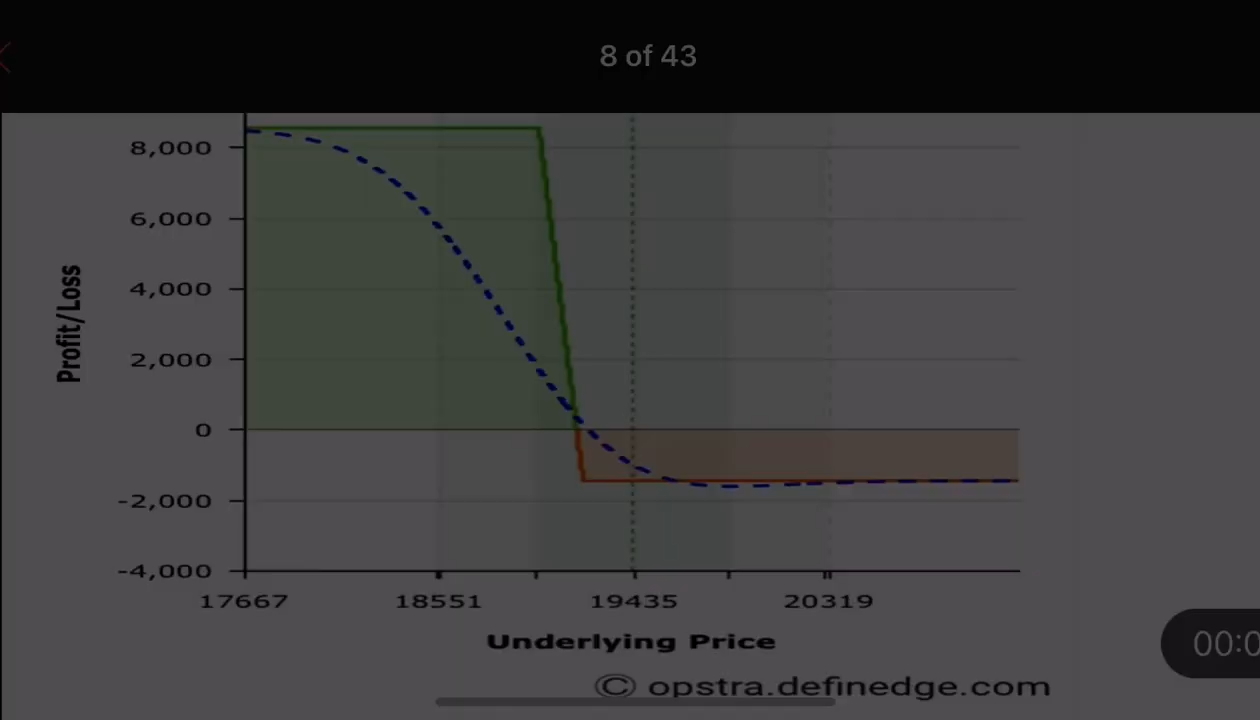 8 of 43
8,000
6,000
4,000
2,000
0
-2,000
-4,000
Profit/Loss
17667 18551 19435 20319
Underlying Price
© opstra.definedge.com